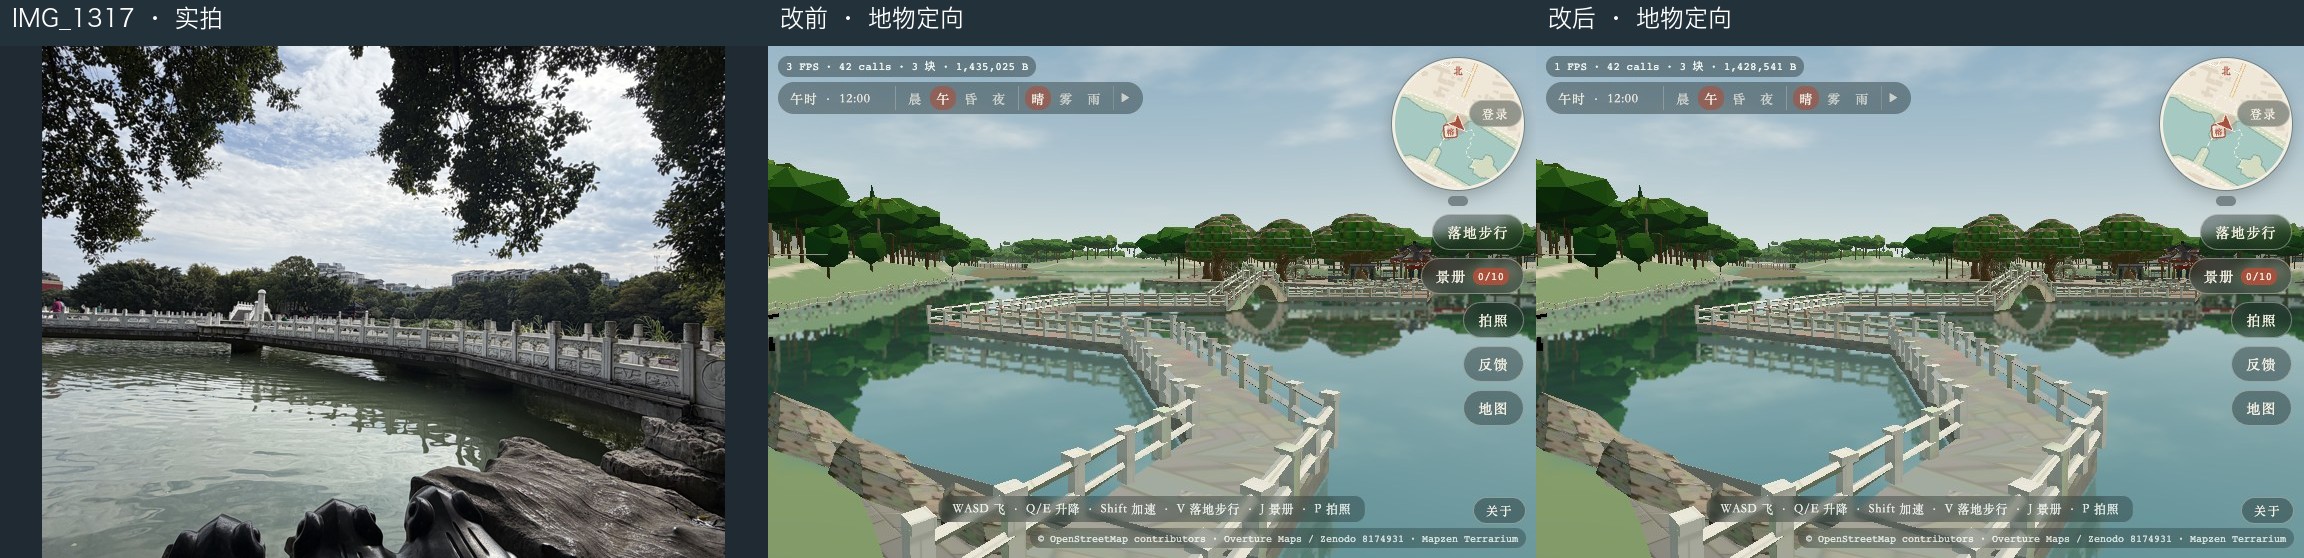 IMG_1317 · 实拍
改前 · 地物定向
3 FPS · 42 calls · 3 块 · 1,435,025 B
午时 · 12:00 晨 午 昏 夜 晴 雾 雨
北
登录
榕
落地步行
景册 0/10
拍照
反馈
地图
WASD 飞 · Q/E 升降 · Shift 加速 · V 落地步行 · J 景册 · P 拍照
关于
© OpenStreetMap contributors · Overture Maps / Zenodo 8174931 · Mapzen Terrarium
改后 · 地物定向
1 FPS · 42 calls · 3 块 · 1,428,541 B
午时 · 12:00 晨 午 昏 夜 晴 雾 雨
北
登录
榕
落地步行
景册 0/10
拍照
反馈
地图
WASD 飞 · Q/E 升降 · Shift 加速 · V 落地步行 · J 景册 · P 拍照
关于
© OpenStreetMap contributors · Overture Maps / Zenodo 8174931 · Mapzen Terrarium